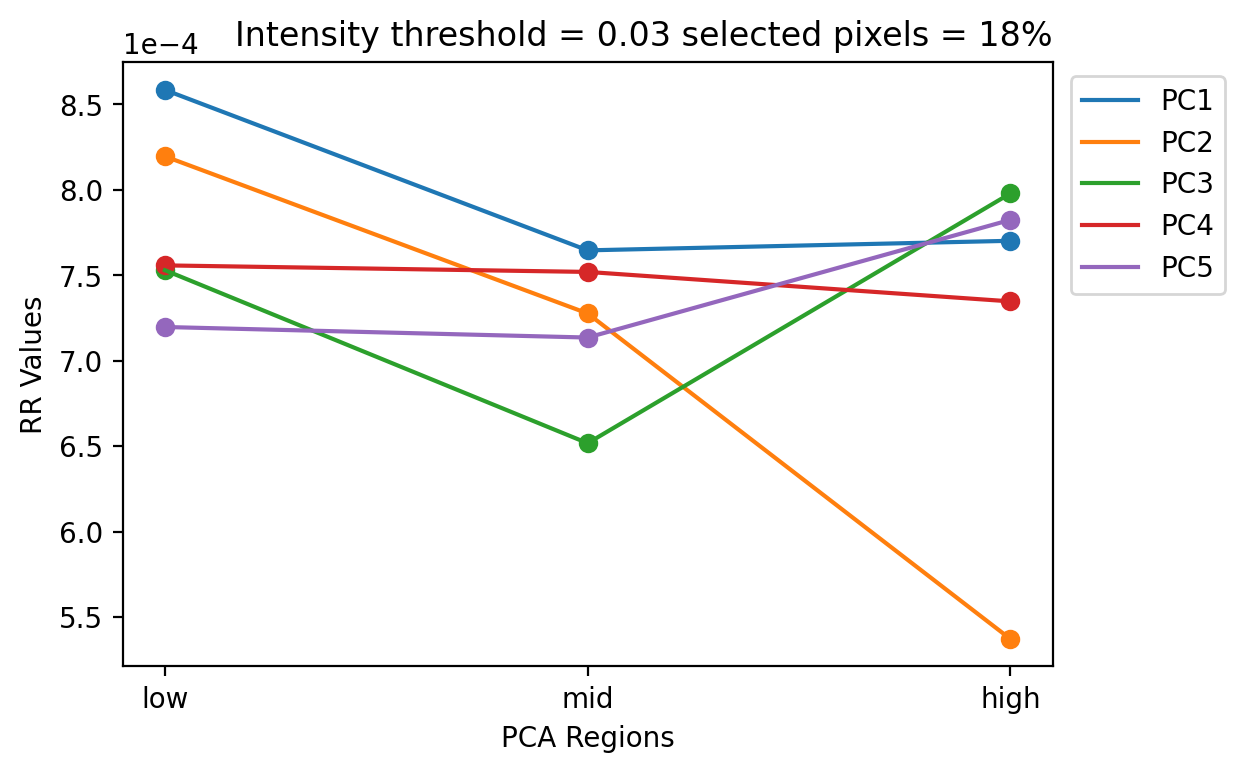 Intensity threshold = 0.03 selected pixels = 18%
1e−4
8.5
8.0
7.5
7.0
6.5
6.0
5.5
RR Values
low
mid
high
PCA Regions
PC1
PC2
PC3
PC4
PC5